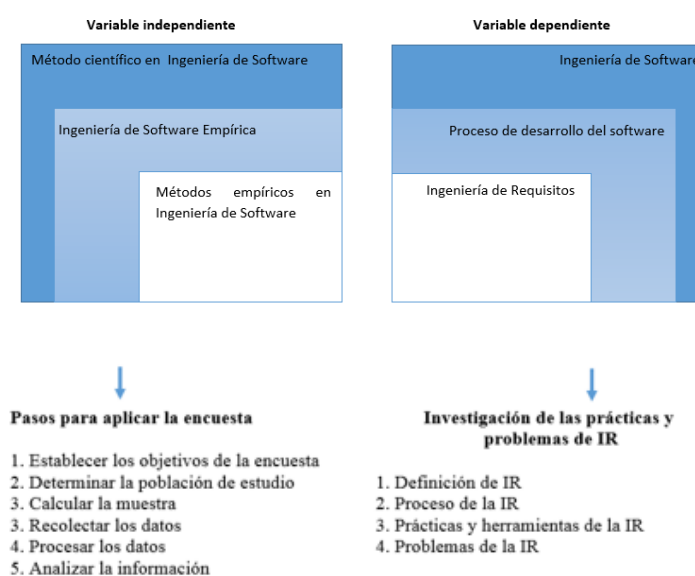 Variable independiente
Método científico en Ingeniería de Software
Ingeniería de Software Empírica
Métodos empíricos en
Ingeniería de Software
Variable dependiente
Ingeniería de Software
Proceso de desarrollo del software
Ingeniería de Requisitos
Pasos para aplicar la encuesta
1. Establecer los objetivos de la encuesta
2. Determinar la población de estudio
3. Calcular la muestra
3. Recolectar los datos
4. Procesar los datos
5. Analizar la información
Investigación de las prácticas y
problemas de IR
1. Definición de IR
2. Proceso de la IR
3. Prácticas y herramientas de la IR
4. Problemas de la IR